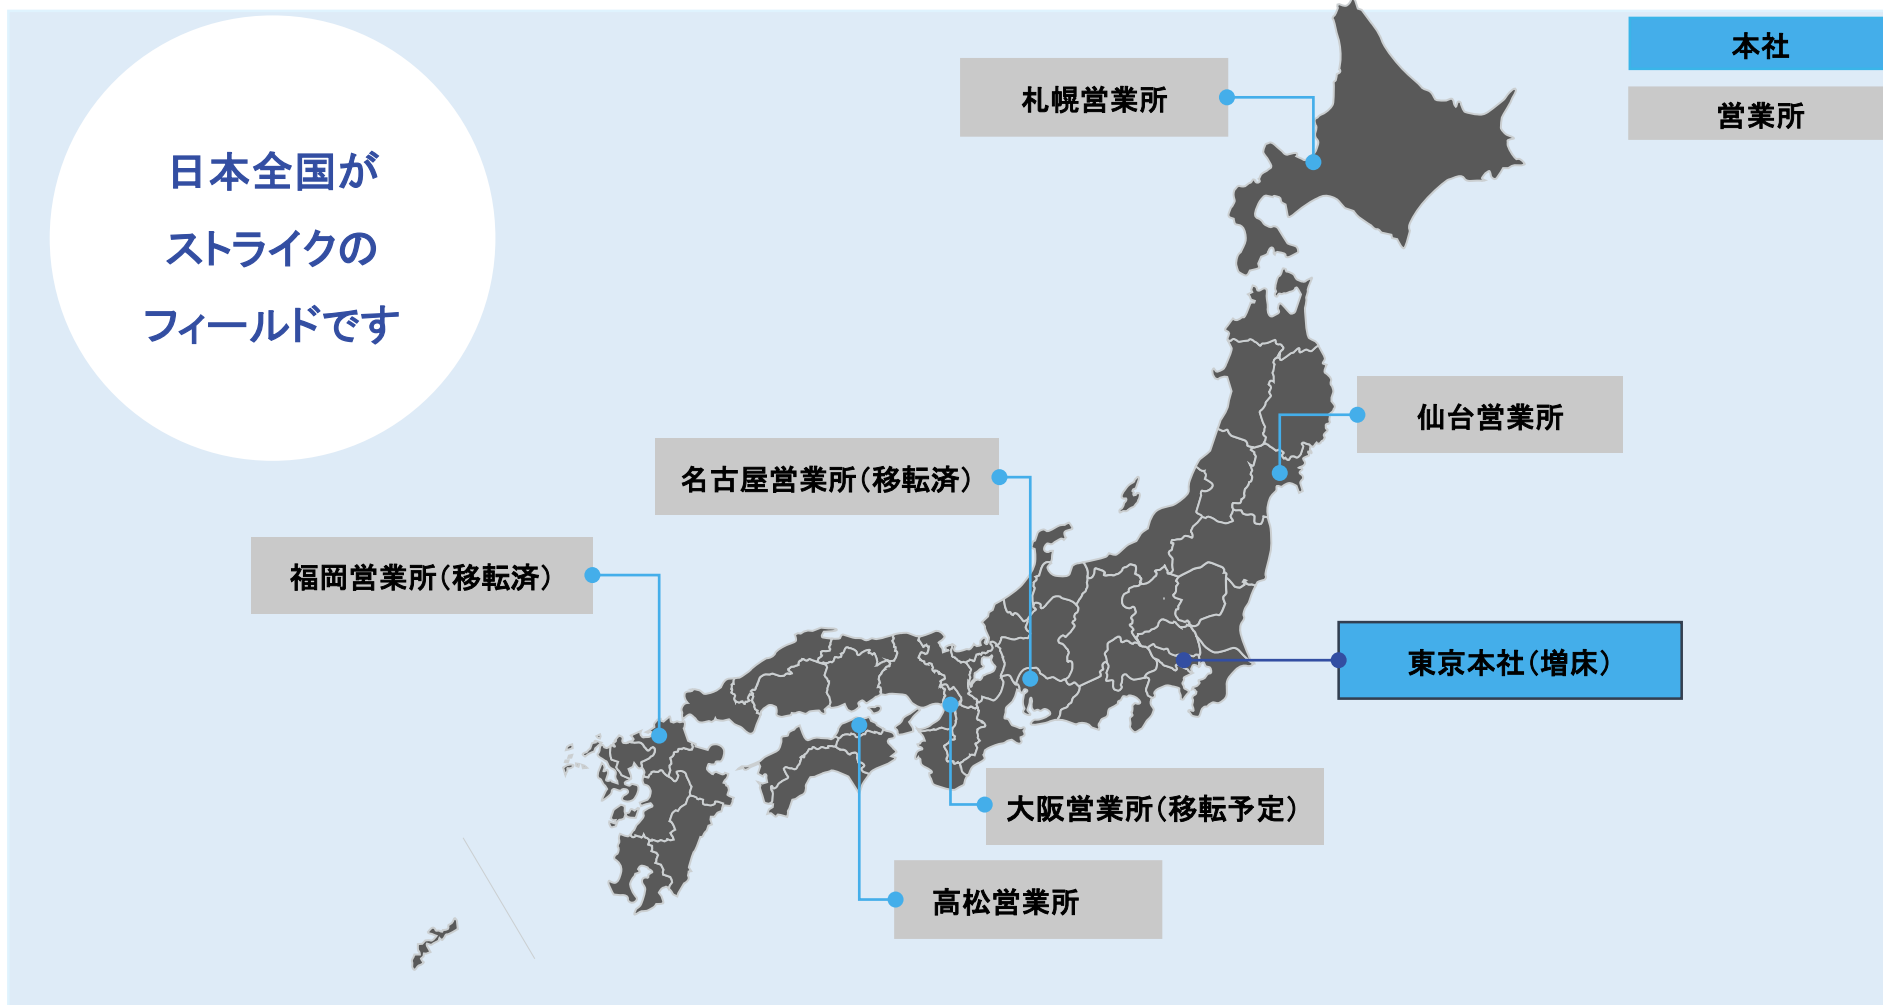 日本全国が
ストライクの
フィールドです
本社
営業所
札幌営業所
仙台営業所
名古屋営業所（移転済）
福岡営業所（移転済）
東京本社（増床）
大阪営業所（移転予定）
高松営業所